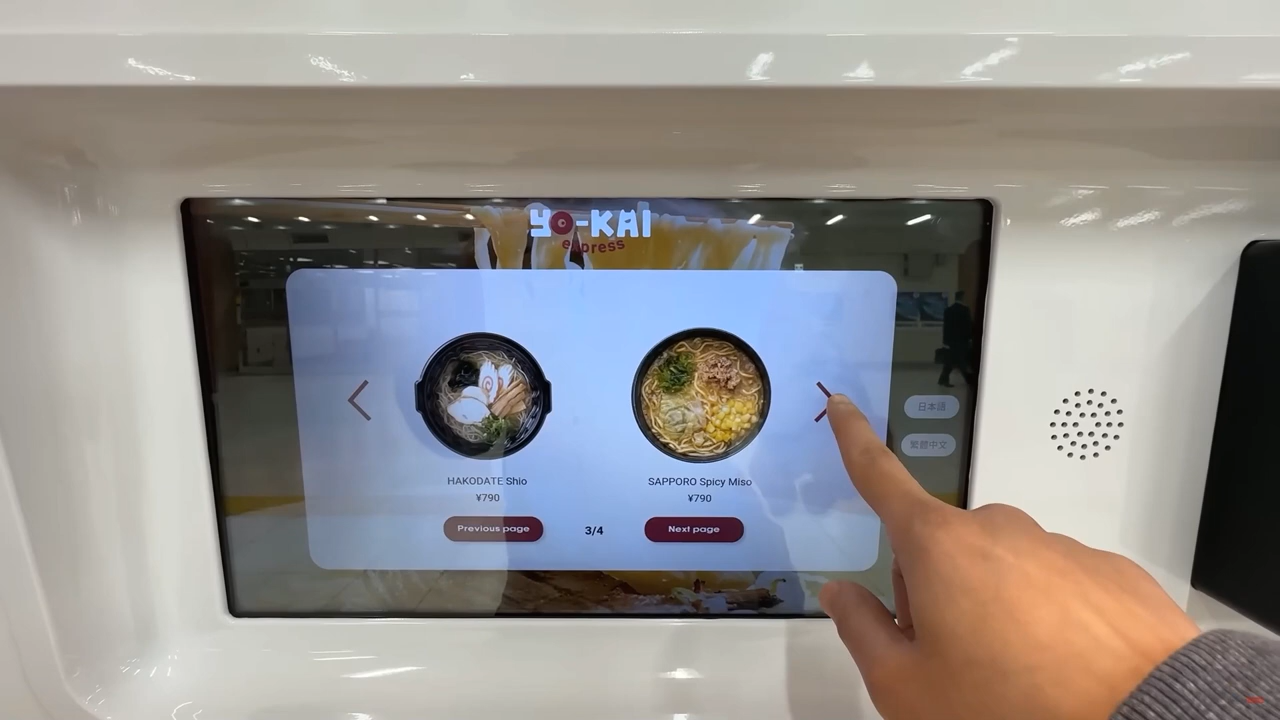 YO-KAI
express
HAKODATE Shio
¥790
SAPPORO Spicy Miso
¥790
Previous page
3/4
Next page
日本語
繁體中文